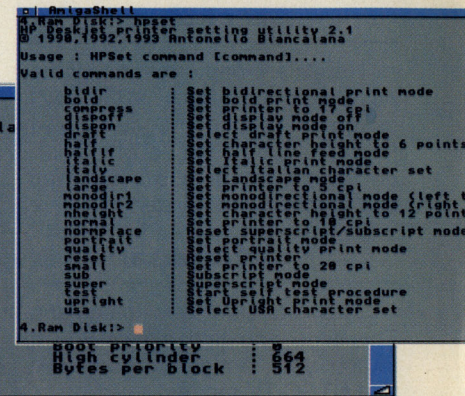 AmigaShell
4.Ram Disk:> hpset
HP DeskJet printer setting utility 2.1
© 1990,1992,1993 Antonello Biancalana
Usage : HPSet command [command]....
Valid commands are :
bidir : Set bidirectional print mode
bold : Set bold print mode
compress : Set printer to 17 cpi
dispoff : Set display mode off
dispon : Set display mode on
draft : Select draft print mode
half : Set character height to 6 points
halflf : Set half line feed mode
italic : Set Italic print mode
italy : Select Italian character set
landscape : Set Landscape mode
large : Set printer to 5 cpi
monodir1 : Set monodirectional mode (left t
monodir2 : Set monodirectional mode (right
nheight : Set character height to 12 point
normal : Set printer to 10 cpi
normplace : Reset superscript/subscript mode
portrait : Set portrait mode
quality : Select quality print mode
reset : Reset printer
small : Set printer to 20 cpi
sub : Subscript mode
super : Superscript mode
test : Start self test procedure
upright : Set Upright print mode
usa : Select USA character set
4.Ram Disk:>
la
Boot priority : 0
High cylinder : 664
Bytes per block : 512